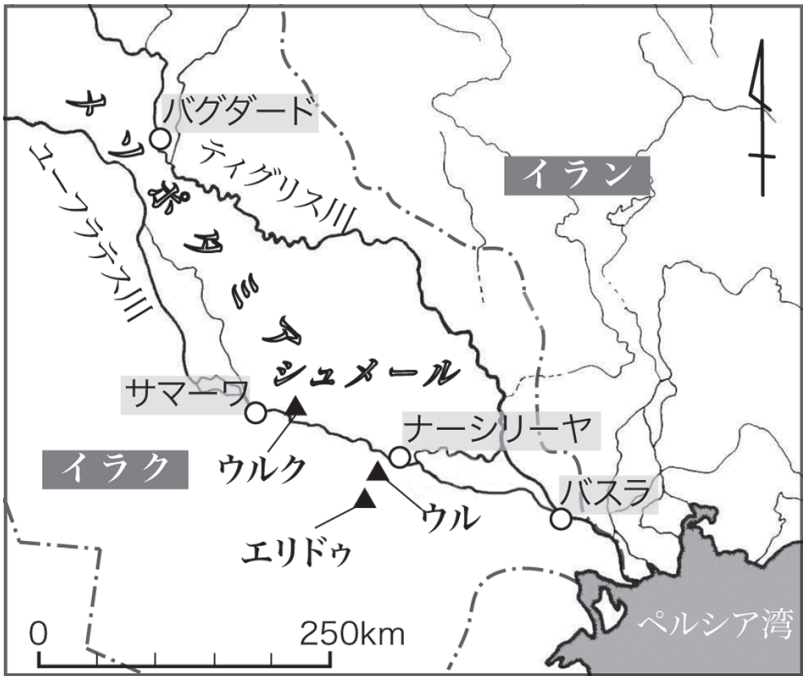 バグダード
メソポタミア
ティグリス川
ユーフラテス川
イラン
シュメール
サマーワ
ナーシリーヤ
イラク
ウルク
ウル
バスラ
エリドゥ
ペルシア湾
0
250km